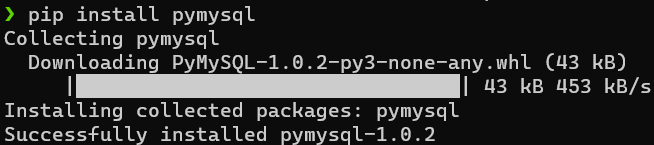 ❯ pip install pymysql
Collecting pymysql
  Downloading PyMySQL-1.0.2-py3-none-any.whl (43 kB)
     |████████████████████████████████| 43 kB 453 kB/s
Installing collected packages: pymysql
Successfully installed pymysql-1.0.2